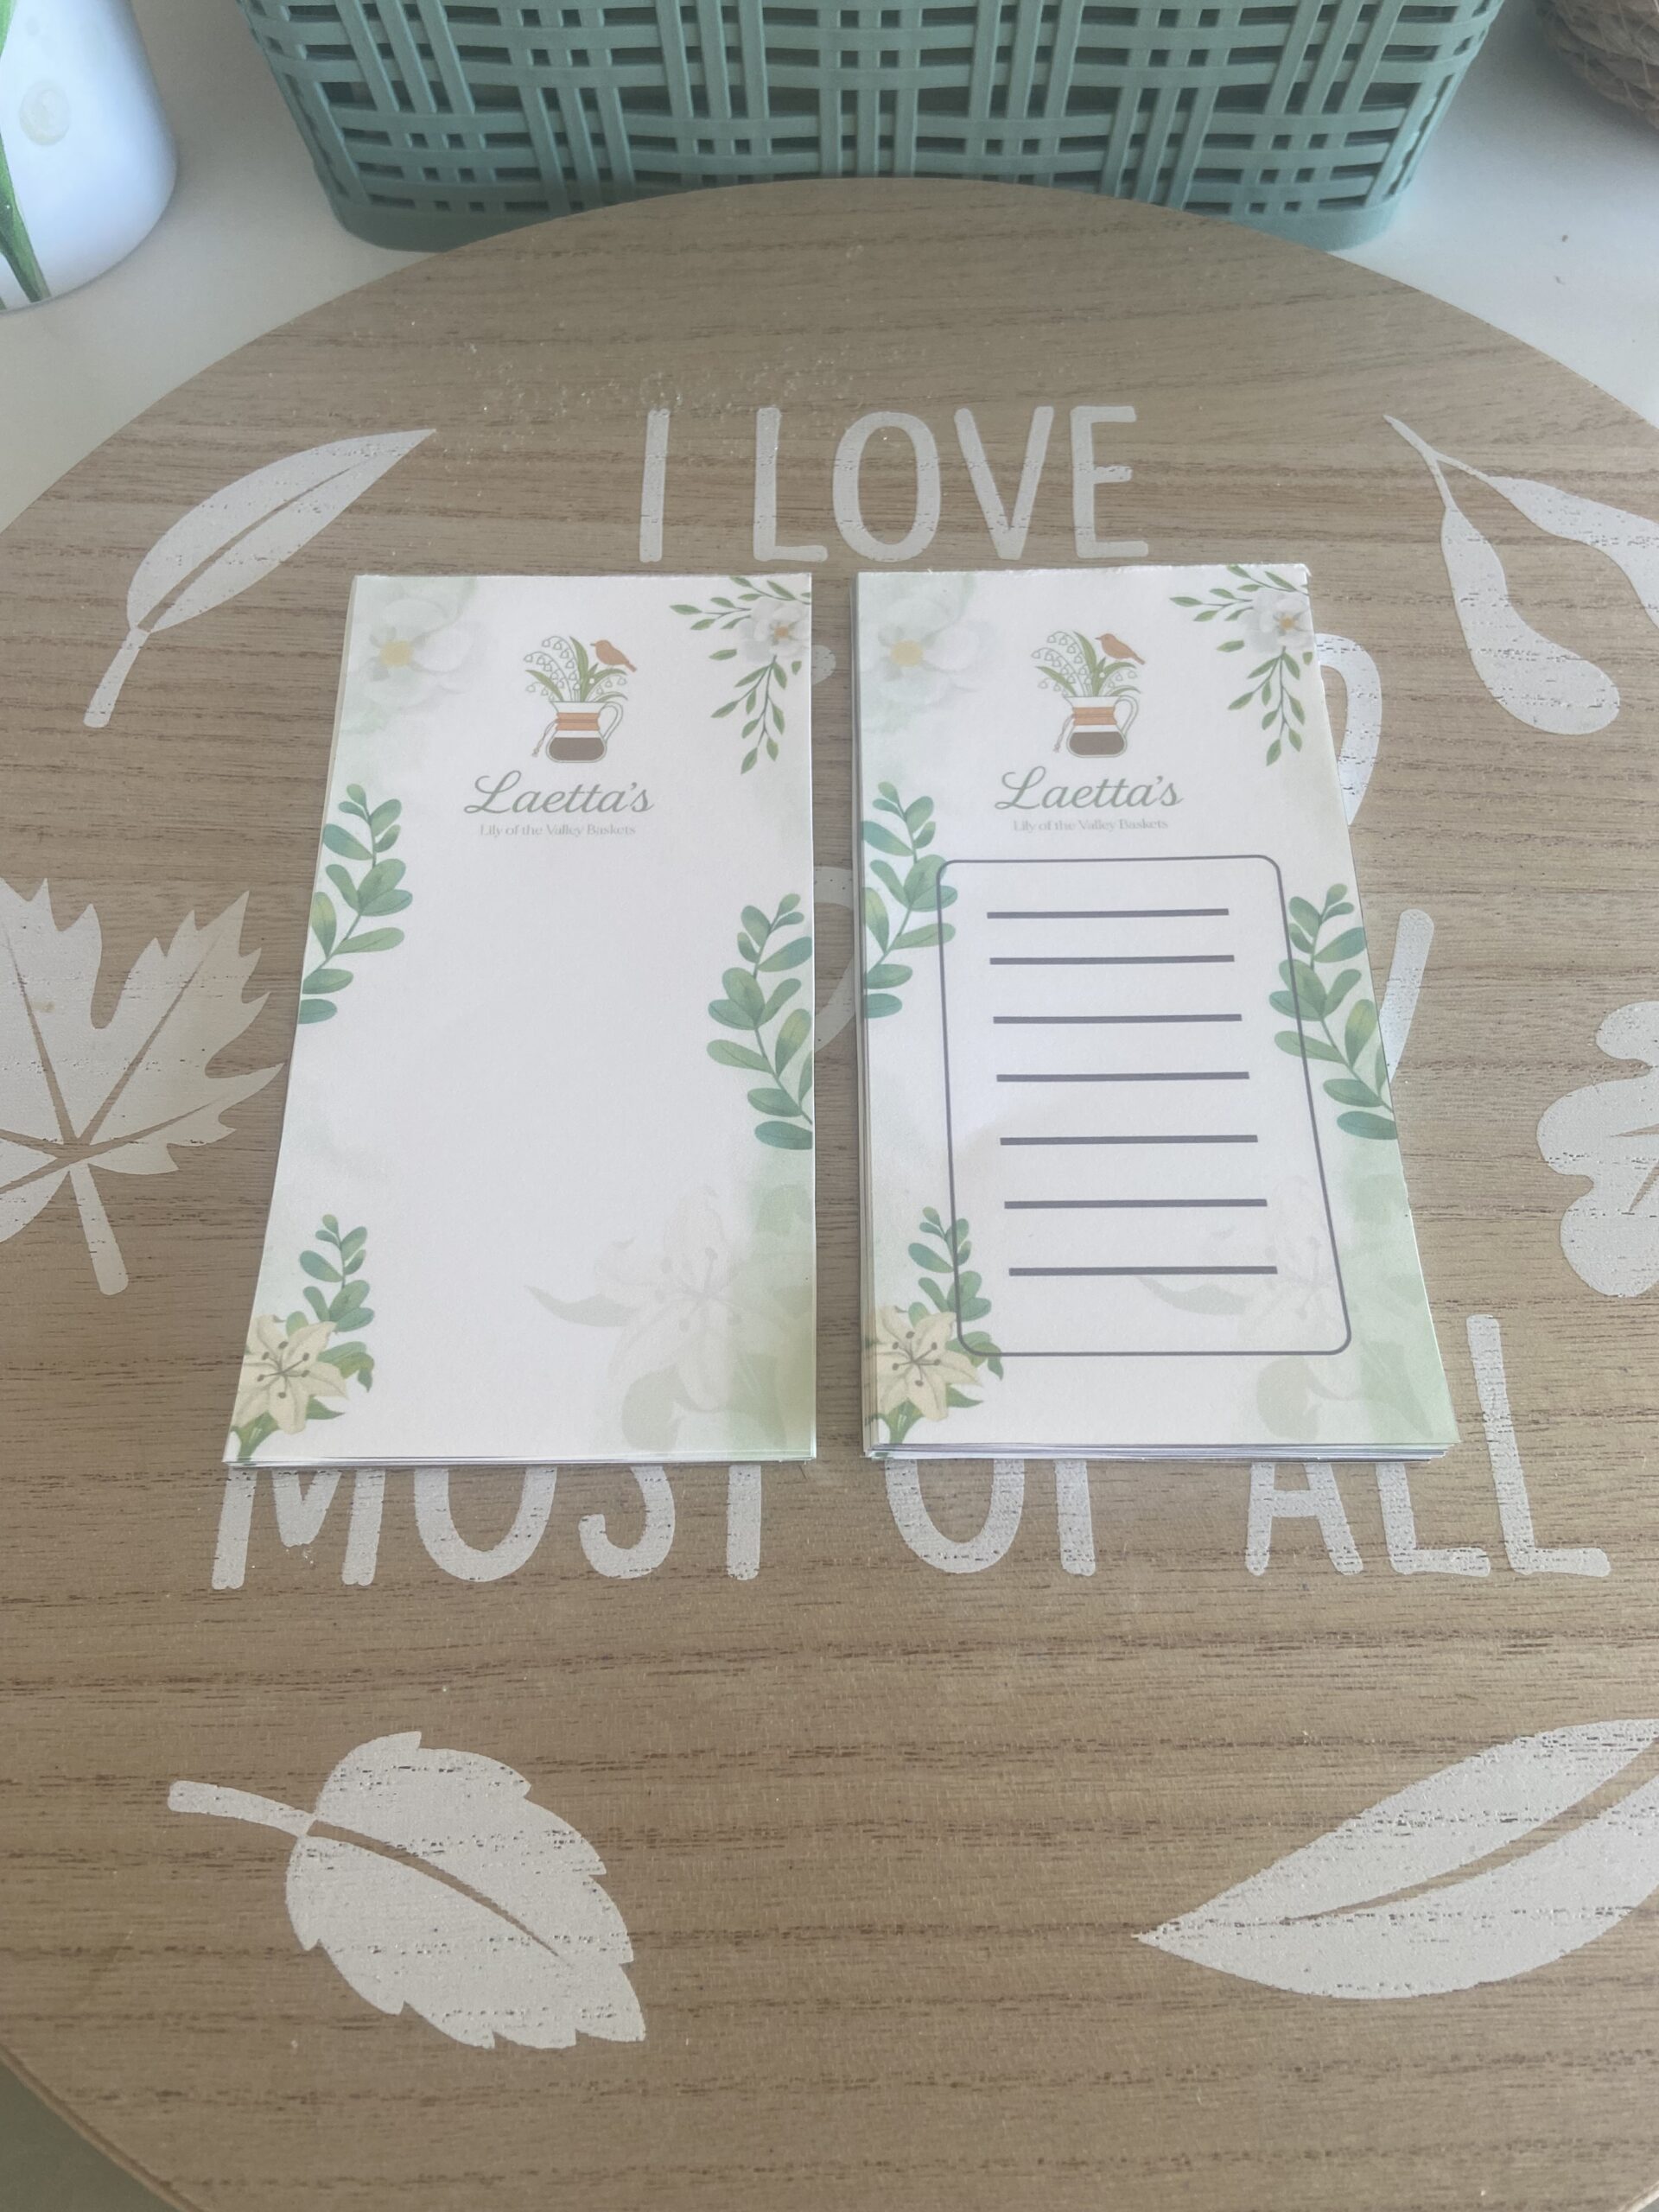 I LOVE
Laetta's
Lily of the Valley Baskets
Laetta's
Lily of the Valley Baskets
MOST OF ALL